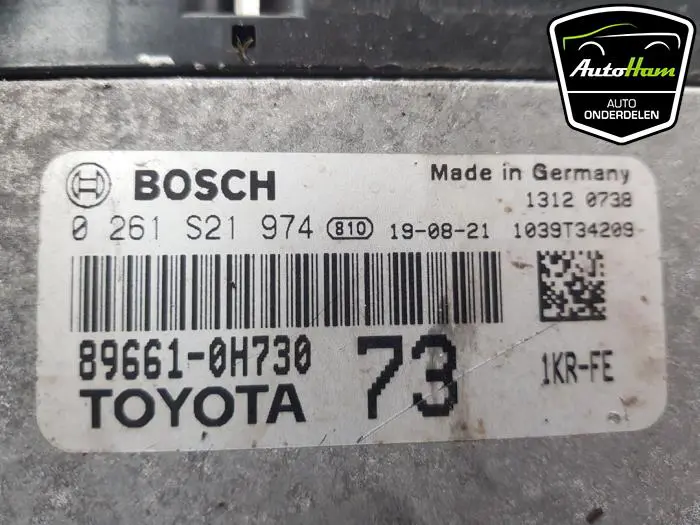 AutoHam
AUTO
ONDERDELEN
BOSCH
Made in Germany
1312 0738
0 261 S21 974 810 19-08-21 1039T34209
89661-0H730
73
1KR-FE
TOYOTA